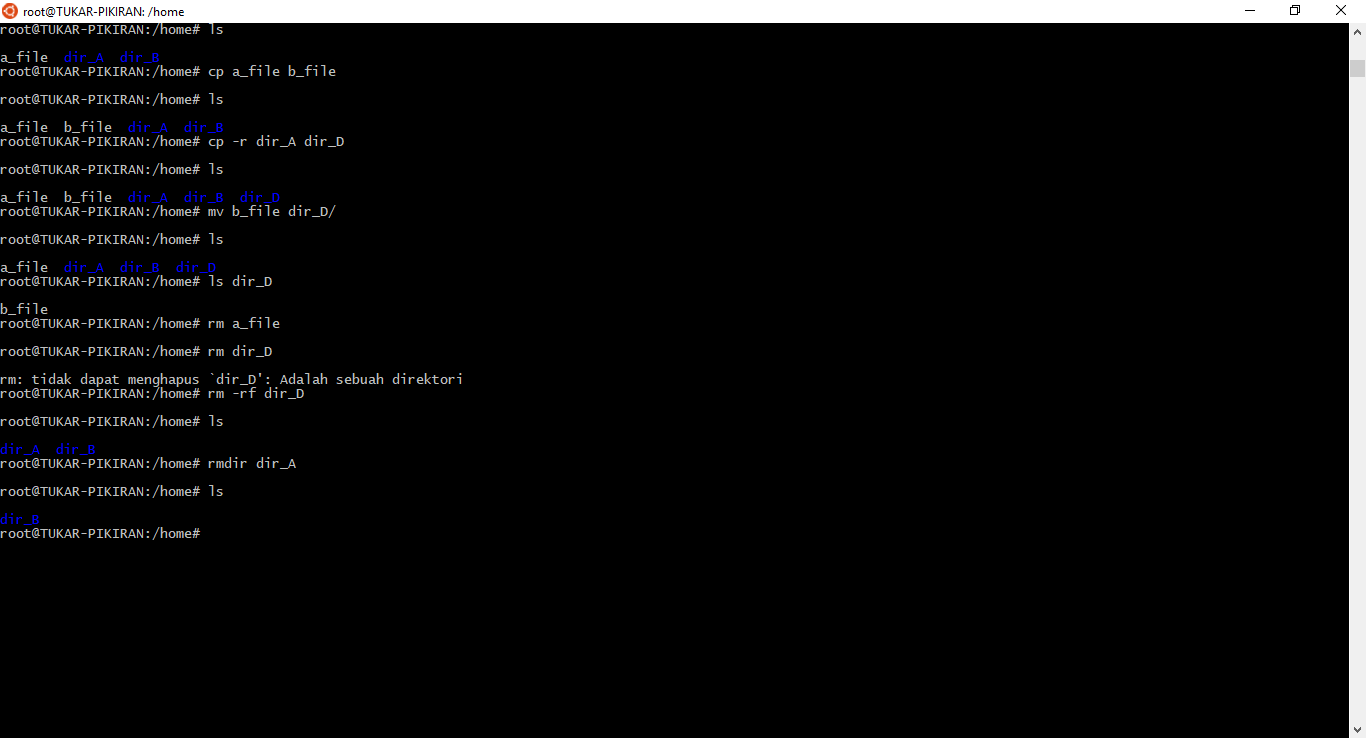 root@TUKAR-PIKIRAN: /home
root@TUKAR-PIKIRAN:/home# ls
a_file  dir_A  dir_B
root@TUKAR-PIKIRAN:/home# cp a_file b_file
root@TUKAR-PIKIRAN:/home# ls
a_file  b_file  dir_A  dir_B
root@TUKAR-PIKIRAN:/home# cp -r dir_A dir_D
root@TUKAR-PIKIRAN:/home# ls
a_file  b_file  dir_A  dir_B  dir_D
root@TUKAR-PIKIRAN:/home# mv b_file dir_D/
root@TUKAR-PIKIRAN:/home# ls
a_file  dir_A  dir_B  dir_D
root@TUKAR-PIKIRAN:/home# ls dir_D
b_file
root@TUKAR-PIKIRAN:/home# rm a_file
root@TUKAR-PIKIRAN:/home# rm dir_D
rm: tidak dapat menghapus `dir_D': Adalah sebuah direktori
root@TUKAR-PIKIRAN:/home# rm -rf dir_D
root@TUKAR-PIKIRAN:/home# ls
dir_A  dir_B
root@TUKAR-PIKIRAN:/home# rmdir dir_A
root@TUKAR-PIKIRAN:/home# ls
dir_B
root@TUKAR-PIKIRAN:/home#